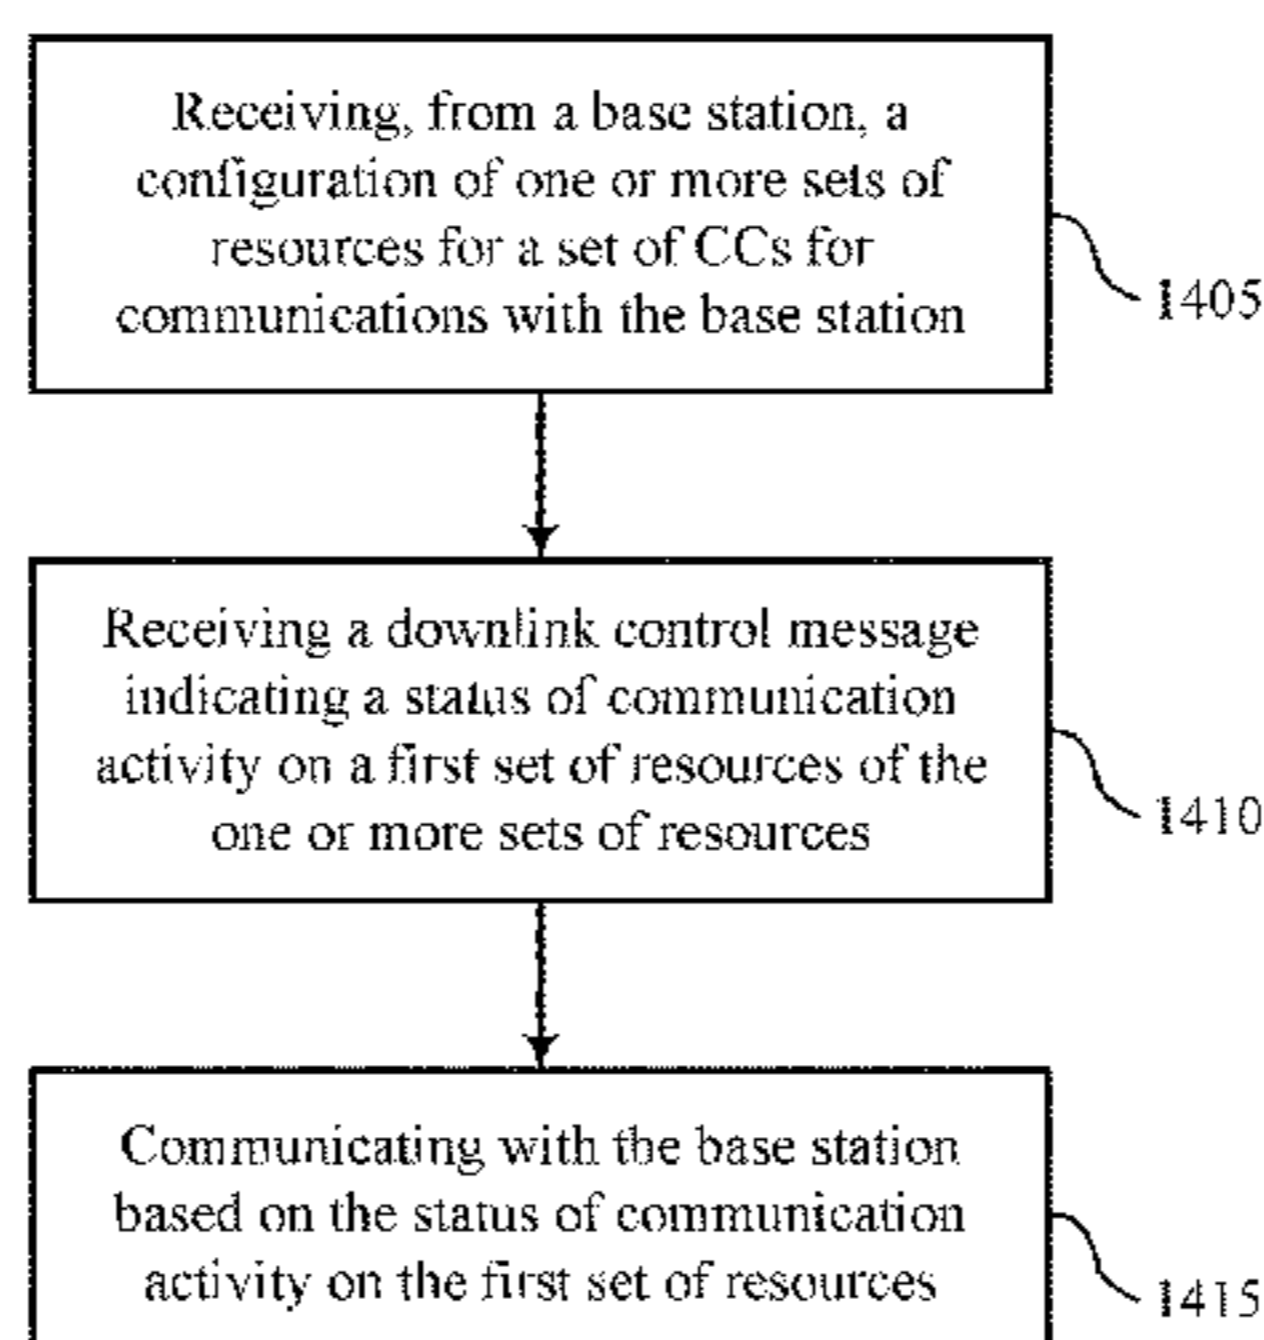 Receiving, from a base station, a
configuration of one or more sets of
resources for a set of CCs for
communications with the base station
1405
Receiving a downlink control message
indicating a status of communication
activity on a first set of resources of the
one or more sets of resources
1410
Communicating with the base station
based on the status of communication
activity on the first set of resources
1415